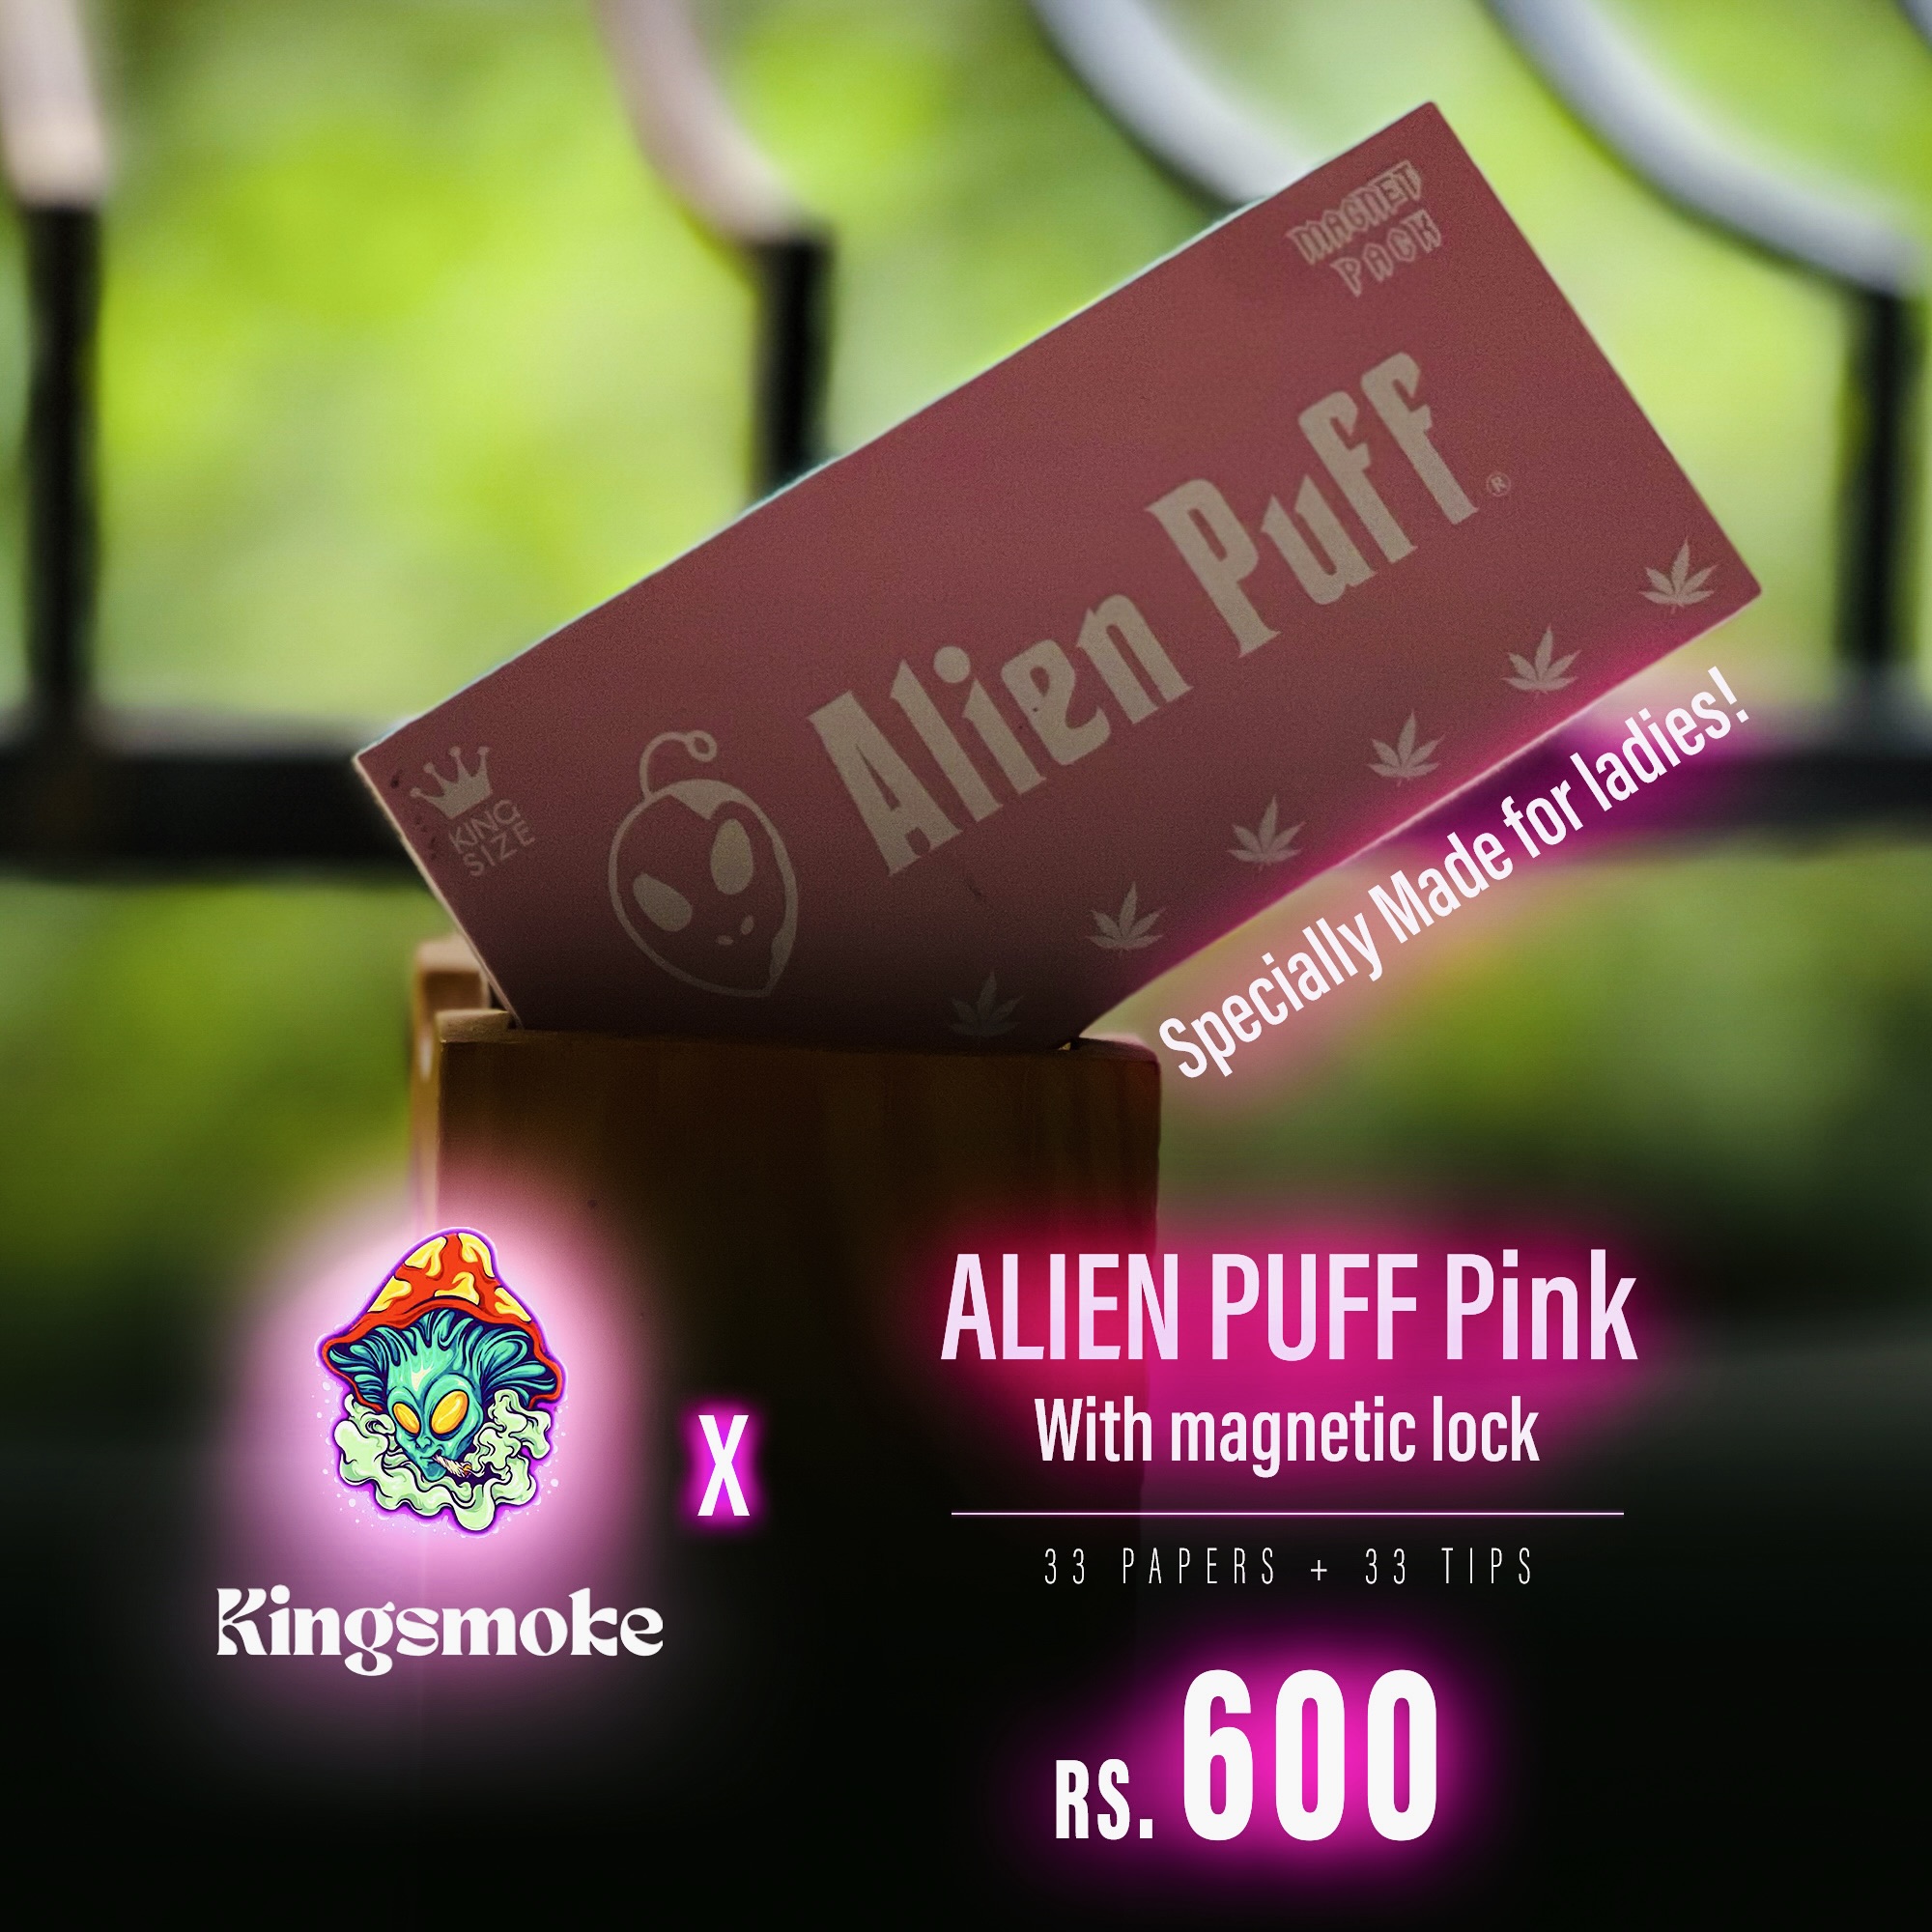 MAGNET
PACK
Alien Puff ®
KING
SIZE
Specially Made for ladies!
ALIEN PUFF Pink
With magnetic lock
X
33 PAPERS + 33 TIPS
Kingsmoke
RS. 600